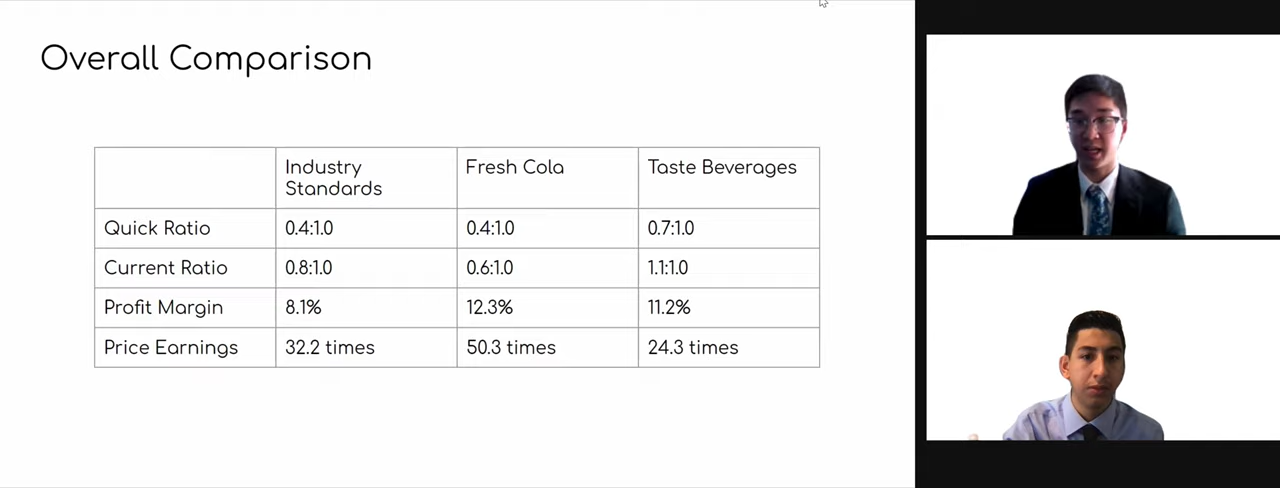 Overall Comparison
Industry Standards Fresh Cola Taste Beverages
Quick Ratio 0.4:1.0 0.4:1.0 0.7:1.0
Current Ratio 0.8:1.0 0.6:1.0 1.1:1.0
Profit Margin 8.1% 12.3% 11.2%
Price Earnings 32.2 times 50.3 times 24.3 times